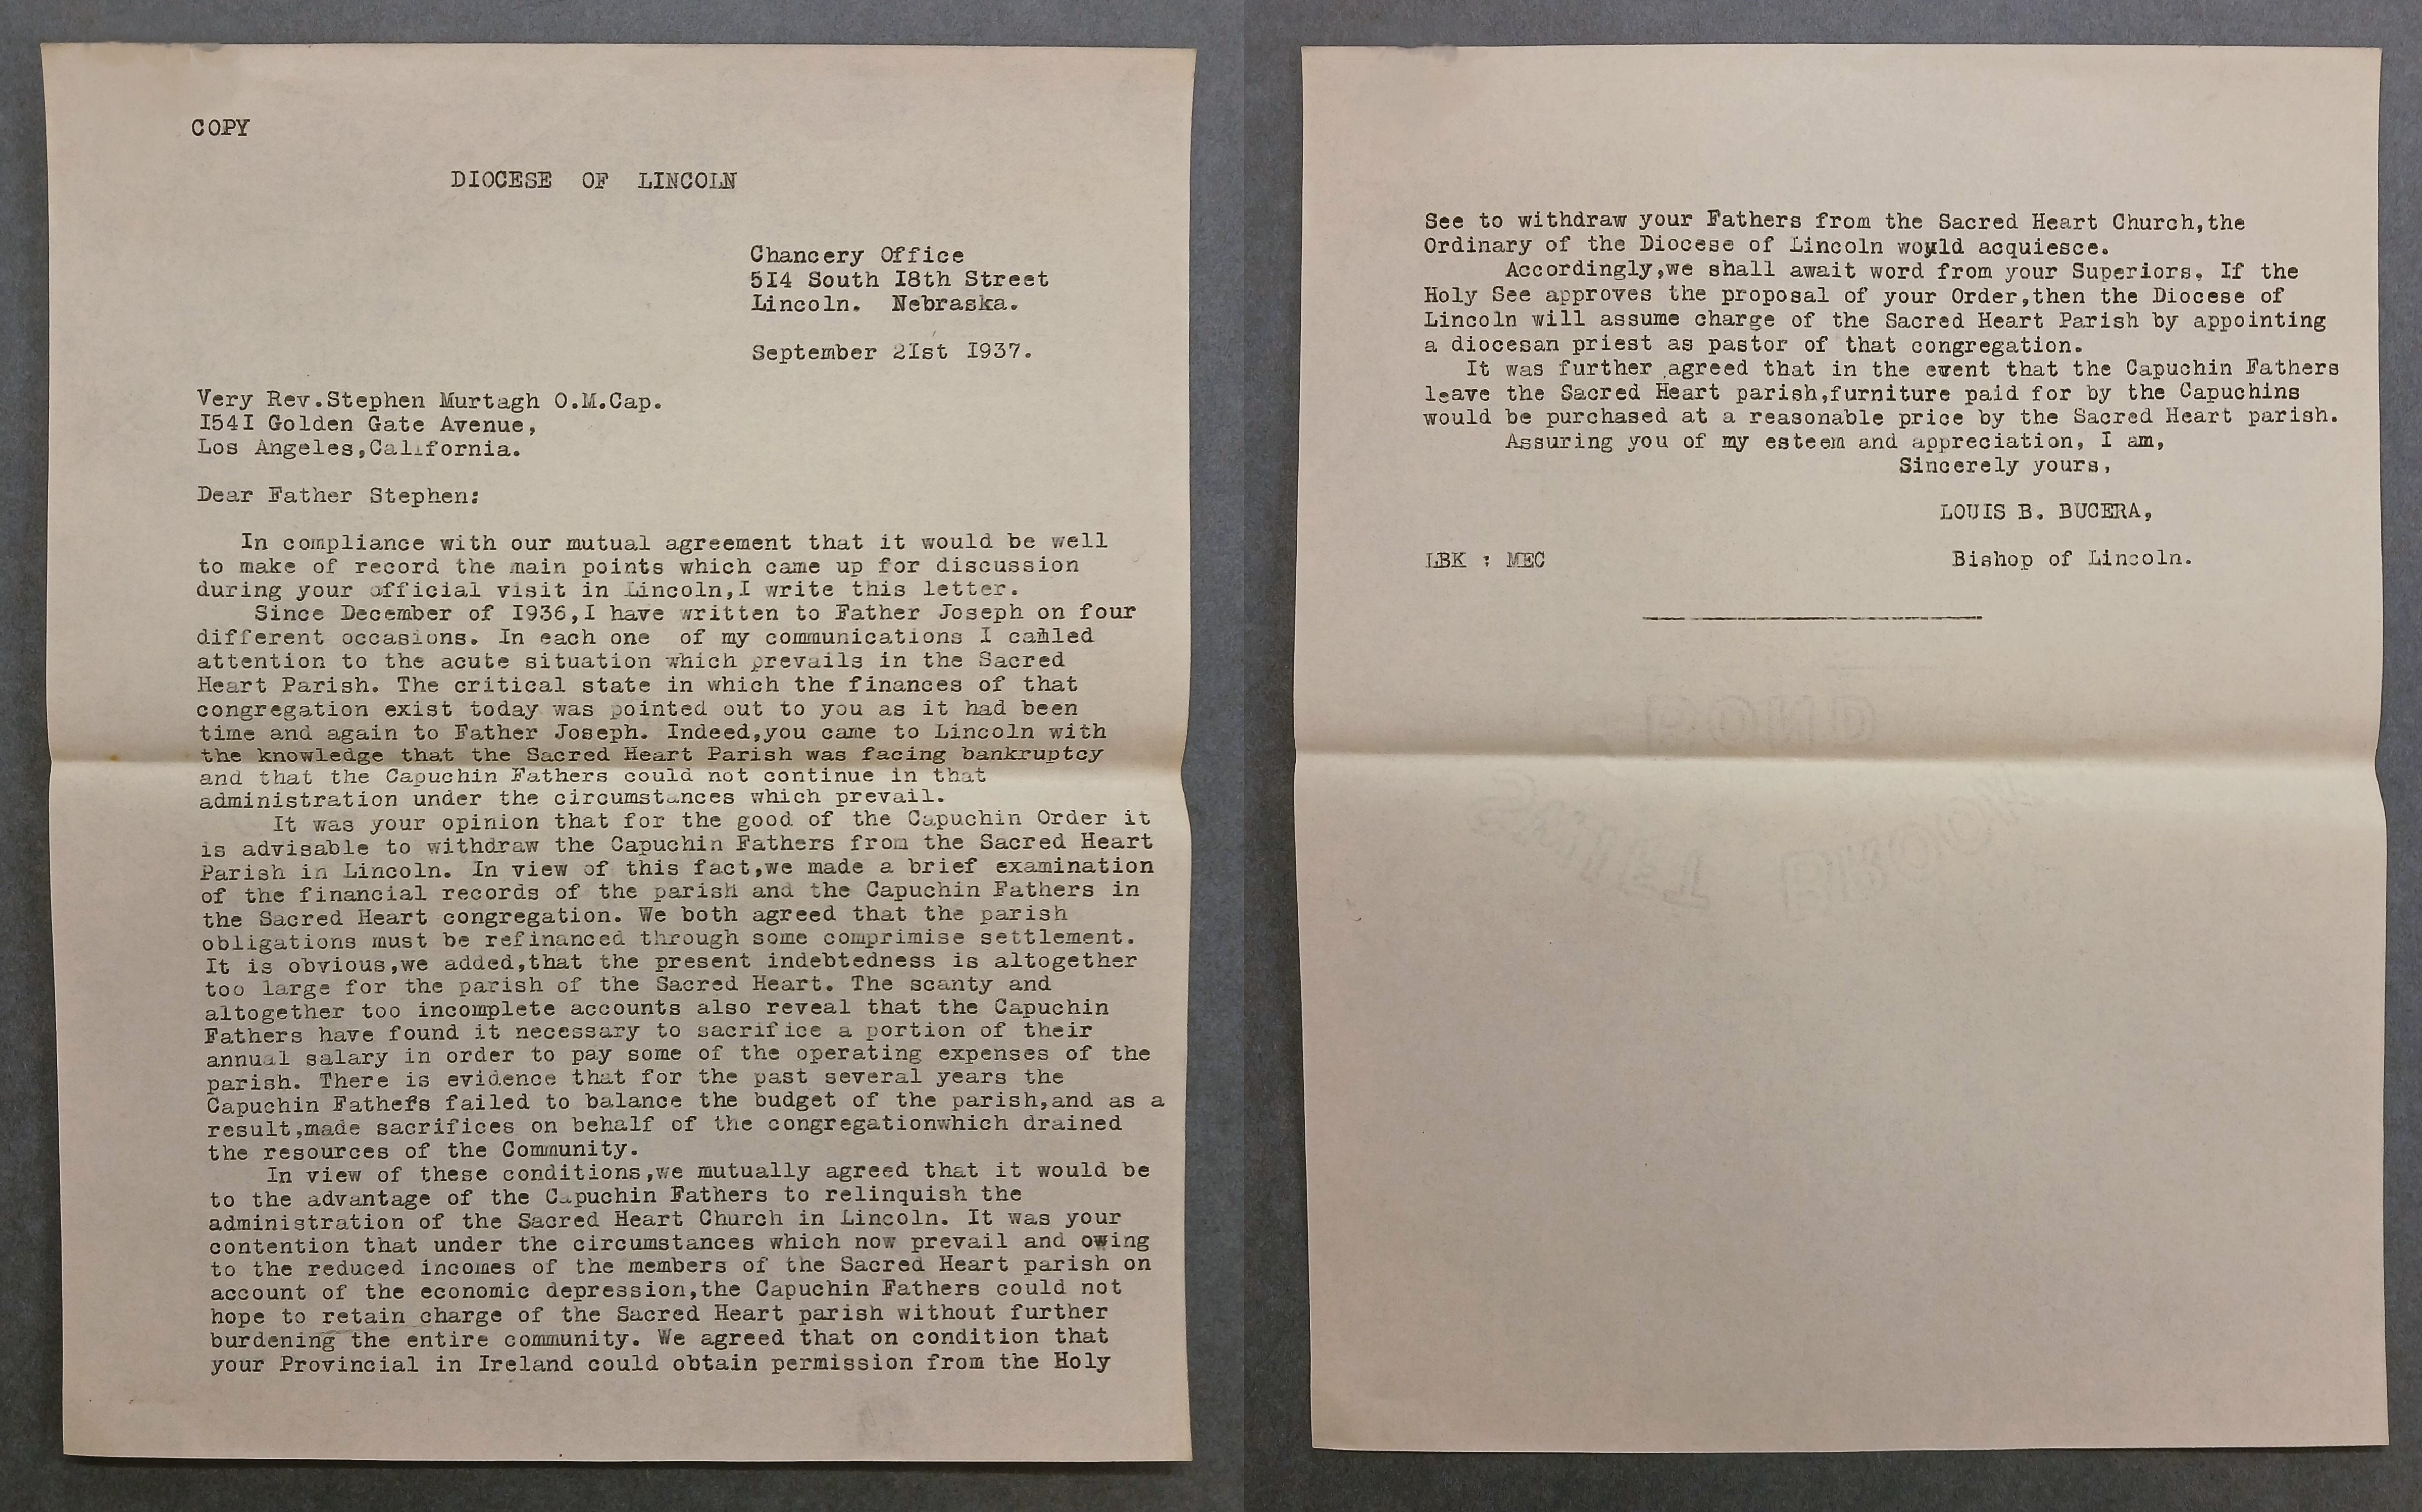 COPY
DIOCESE OF LINCOLN
Chancery Office
5I4 South I8th Street
Lincoln. Nebraska.
September 2Ist I937.
Very Rev.Stephen Murtagh O.M.Cap.
I54I Golden Gate Avenue,
Los Angeles,California.
Dear Father Stephen:
In compliance with our mutual agreement that it would be well
to make of record the main points which came up for discussion
during your official visit in Lincoln,I write this letter.
Since December of I936,I have written to Father Joseph on four
different occasions. In each one of my communications I called
attention to the acute situation which prevails in the Sacred
Heart Parish. The critical state in which the finances of that
congregation exist today was pointed out to you as it had been
time and again to Father Joseph. Indeed,you came to Lincoln with
the knowledge that the Sacred Heart Parish was facing bankruptcy
and that the Capuchin Fathers could not continue in that
administration under the circumstances which prevail.
It was your opinion that for the good of the Capuchin Order it
is advisable to withdraw the Capuchin Fathers from the Sacred Heart
Parish in Lincoln. In view of this fact,we made a brief examination
of the financial records of the parish and the Capuchin Fathers in
the Sacred Heart congregation. We both agreed that the parish
obligations must be refinanced through some comprimise settlement.
It is obvious,we added,that the present indebtedness is altogether
too large for the parish of the Sacred Heart. The scanty and
altogether too incomplete accounts also reveal that the Capuchin
Fathers have found it necessary to sacrifice a portion of their
annual salary in order to pay some of the operating expenses of the
parish. There is evidence that for the past several years the
Capuchin Fathers failed to balance the budget of the parish,and as a
result,made sacrifices on behalf of the congregationwhich drained
the resources of the Community.
In view of these conditions,we mutually agreed that it would be
to the advantage of the Capuchin Fathers to relinquish the
administration of the Sacred Heart Church in Lincoln. It was your
contention that under the circumstances which now prevail and owing
to the reduced incomes of the members of the Sacred Heart parish on
account of the economic depression,the Capuchin Fathers could not
hope to retain charge of the Sacred Heart parish without further
burdening the entire community. We agreed that on condition that
your Provincial in Ireland could obtain permission from the Holy
See to withdraw your Fathers from the Sacred Heart Church,the
Ordinary of the Diocese of Lincoln would acquiesce.
Accordingly,we shall await word from your Superiors. If the
Holy See approves the proposal of your Order,then the Diocese of
Lincoln will assume charge of the Sacred Heart Parish by appointing
a diocesan priest as pastor of that congregation.
It was further agreed that in the event that the Capuchin Fathers
leave the Sacred Heart parish,furniture paid for by the Capuchins
would be purchased at a reasonable price by the Sacred Heart parish.
Assuring you of my esteem and appreciation, I am,
Sincerely yours,
LOUIS B. BUCERA,
LBK : MEC
Bishop of Lincoln.